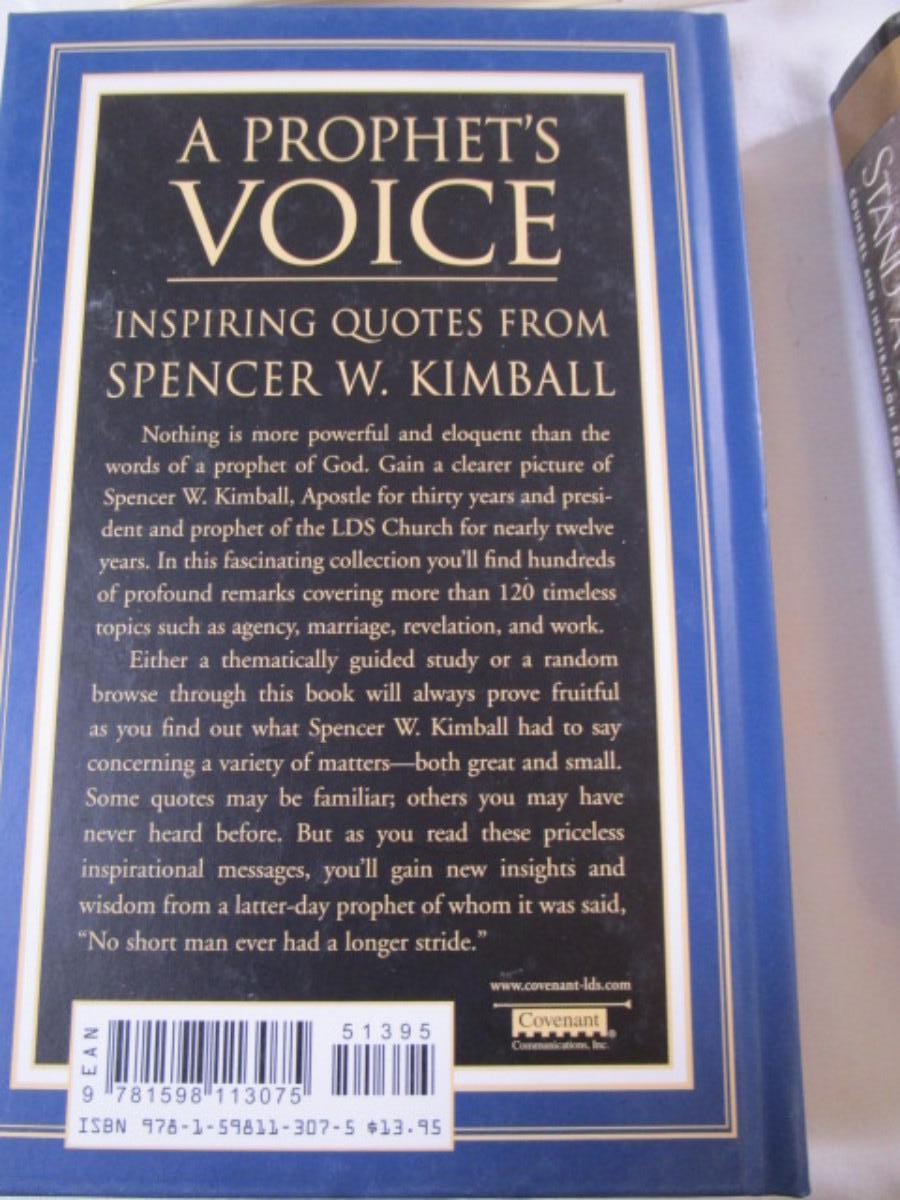 A PROPHET'S
VOICE
INSPIRING QUOTES FROM
SPENCER W. KIMBALL
Nothing is more powerful and eloquent than the
words of a prophet of God. Gain a clearer picture of
Spencer W. Kimball, Apostle for thirty years and presi-
dent and prophet of the LDS Church for nearly twelve
years. In this fascinating collection you'll find hundreds
of profound remarks covering more than 120 timeless
topics such as agency, marriage, revelation, and work.
Either a thematically guided study or a random
browse through this book will always prove fruitful
as you find out what Spencer W. Kimball had to say
concerning a variety of matters—both great and small.
Some quotes may be familiar; others you may have
never heard before. But as you read these priceless
inspirational messages, you'll gain new insights and
wisdom from a latter-day prophet of whom it was said,
"No short man ever had a longer stride."
www.covenant-lds.com
Covenant®
Communications, Inc.
EAN
51395
9 781598 113075
ISBN 978-1-59811-307-5 $13.95
STAND
COUNSEL AND INSPIRATION FOR